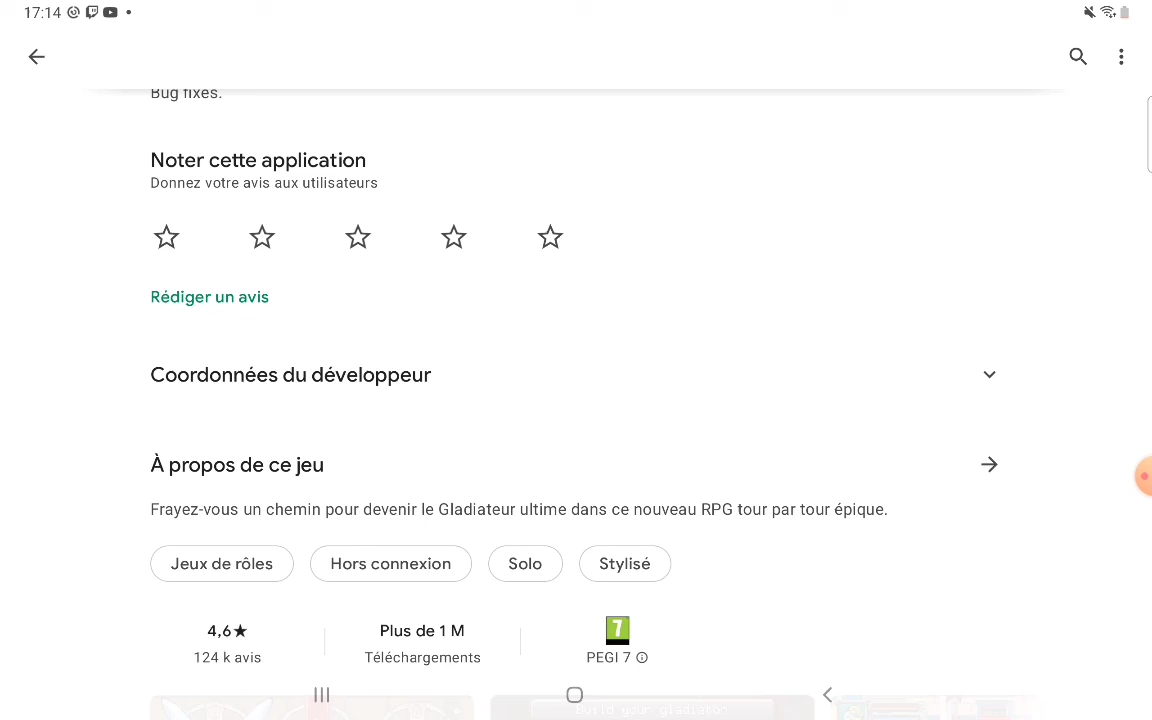 17:14
Bug fixes.
Noter cette application
Donnez votre avis aux utilisateurs
Rédiger un avis
Coordonnées du développeur
À propos de ce jeu
Frayez-vous un chemin pour devenir le Gladiateur ultime dans ce nouveau RPG tour par tour épique.
Jeux de rôles Hors connexion Solo Stylisé
4,6★ Plus de 1 M 7
124 k avis Téléchargements PEGI 7
Build your gladiator